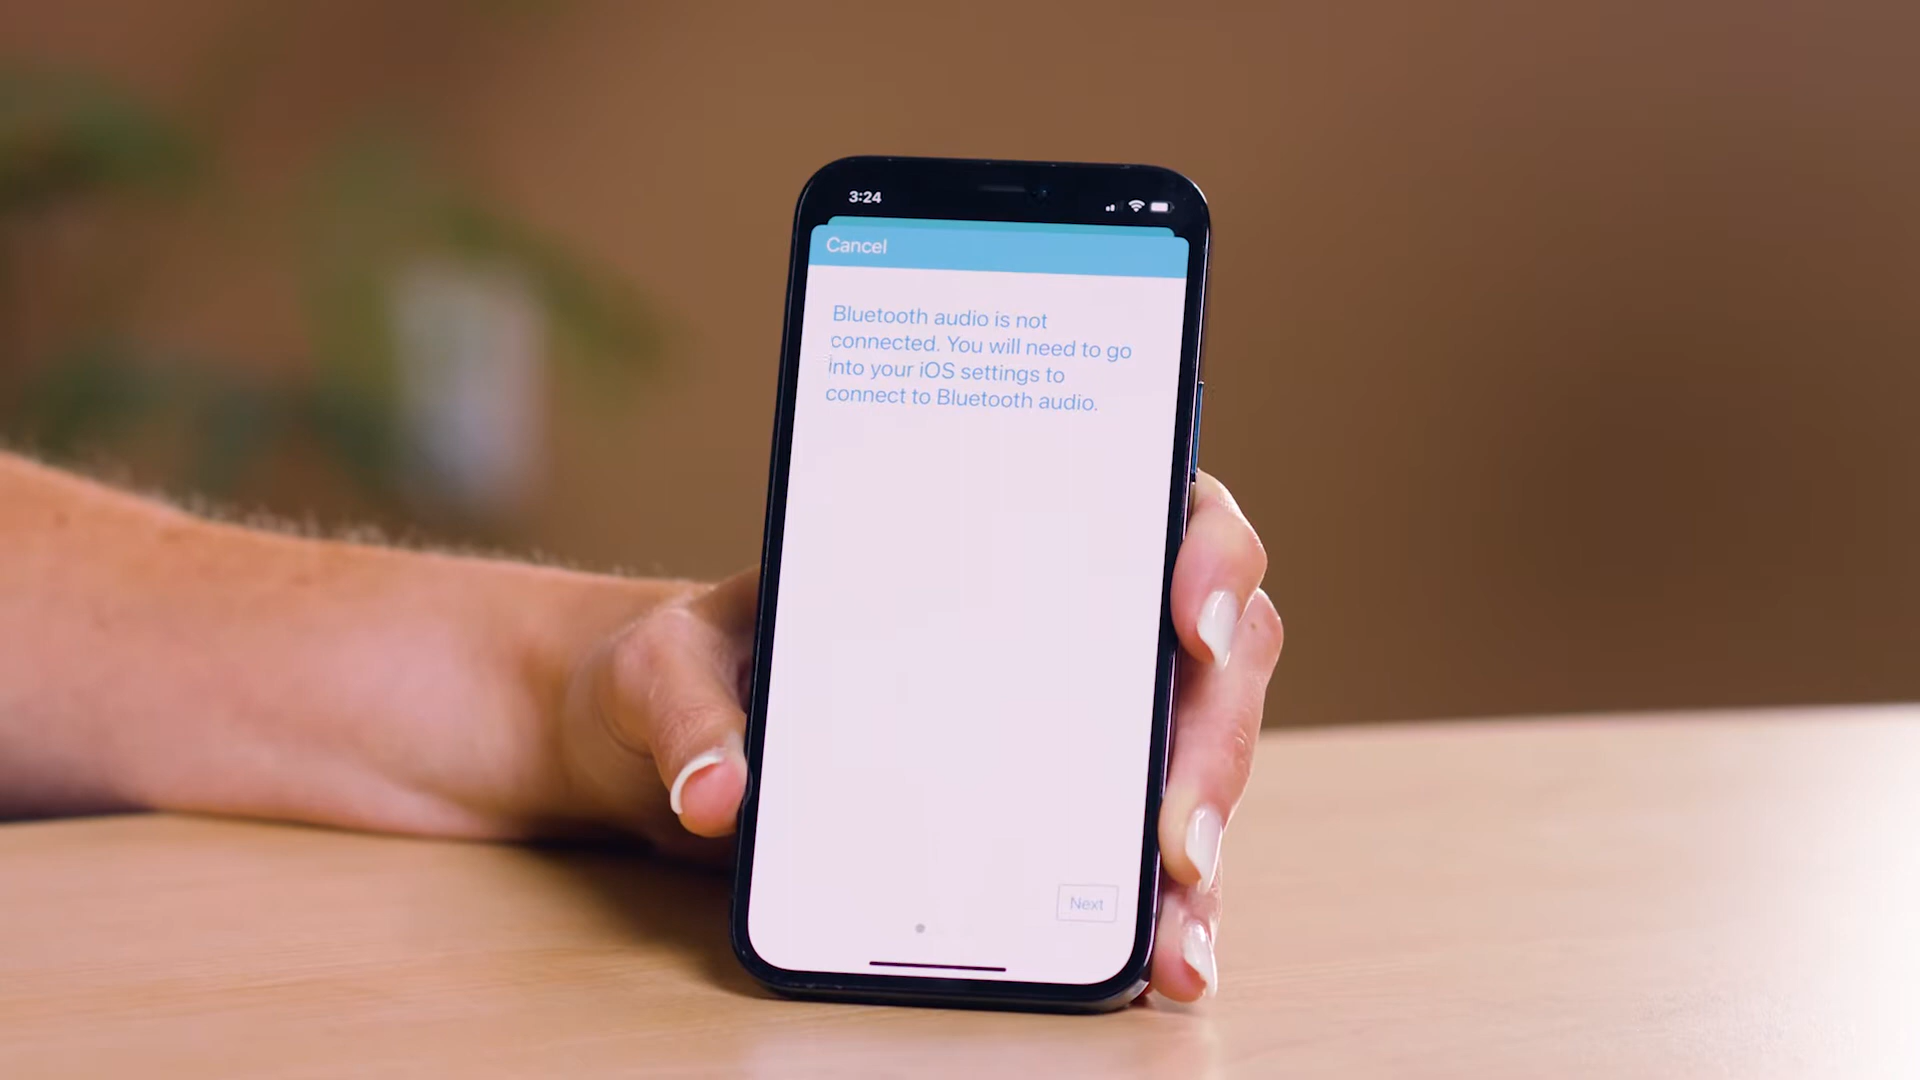 3:24
Cancel
Bluetooth audio is not
connected. You will need to go
into your iOS settings to
connect to Bluetooth audio.
Next